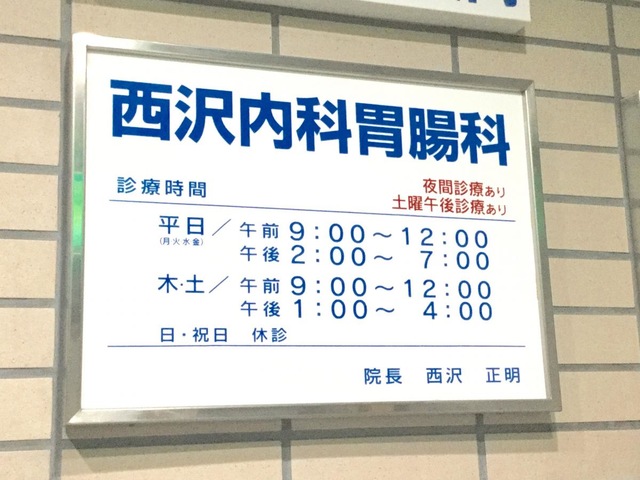 西沢内科胃腸科
診療時間
夜間診療あり
土曜午後診療あり
平日／午前 9：00～12：00
(月火水金) 午後 2：00～ 7：00
木・土／午前 9：00～12：00
午後 1：00～ 4：00
日・祝日 休診
院長 西沢 正明